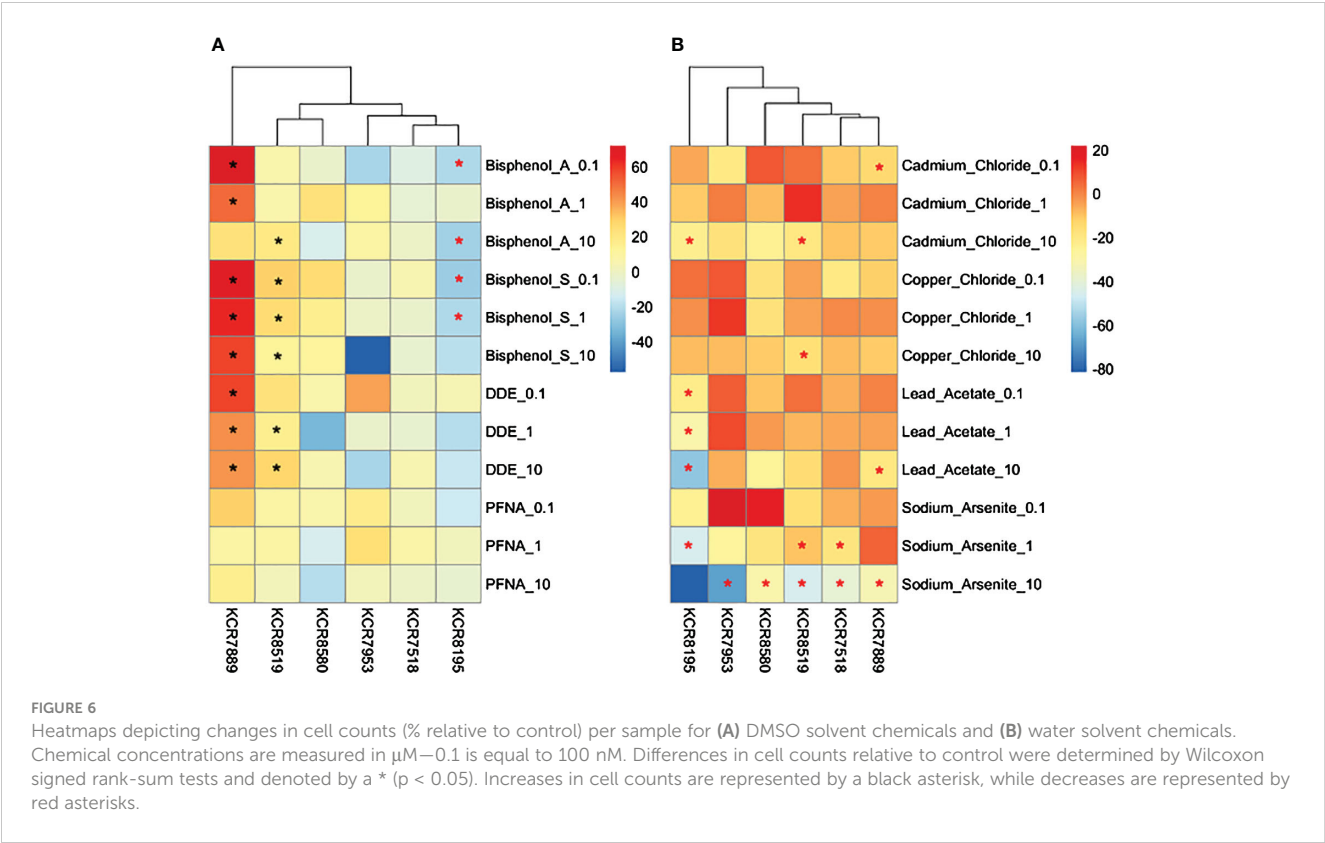 A
B
Bisphenol_A_0.1
Bisphenol_A_1
Bisphenol_A_10
Bisphenol_S_0.1
Bisphenol_S_1
Bisphenol_S_10
DDE_0.1
DDE_1
DDE_10
PFNA_0.1
PFNA_1
PFNA_10
60
40
20
0
-20
-40
KCR7889
KCR8519
KCR8580
KCR7953
KCR7518
KCR8195
Cadmium_Chloride_0.1
Cadmium_Chloride_1
Cadmium_Chloride_10
Copper_Chloride_0.1
Copper_Chloride_1
Copper_Chloride_10
Lead_Acetate_0.1
Lead_Acetate_1
Lead_Acetate_10
Sodium_Arsenite_0.1
Sodium_Arsenite_1
Sodium_Arsenite_10
20
0
-20
-40
-60
-80
KCR8195
KCR7953
KCR8580
KCR8519
KCR7518
KCR7889
FIGURE 6
Heatmaps depicting changes in cell counts (% relative to control) per sample for (A) DMSO solvent chemicals and (B) water solvent chemicals.
Chemical concentrations are measured in μM—0.1 is equal to 100 nM. Differences in cell counts relative to control were determined by Wilcoxon
signed rank-sum tests and denoted by a * (p < 0.05). Increases in cell counts are represented by a black asterisk, while decreases are represented by
red asterisks.